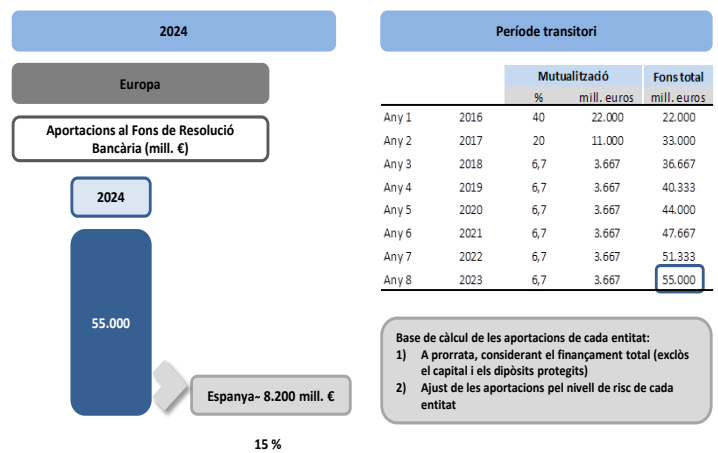 2024
Europa
Aportacions al Fons de Resolució
Bancària (mill. €)
2024
55.000
Espanya~ 8.200 mill. €
15 %
Període transitori
Mutualització Fons total
% mill. euros mill. euros
Any 1 2016 40 22.000 22.000
Any 2 2017 20 11.000 33.000
Any 3 2018 6,7 3.667 36.667
Any 4 2019 6,7 3.667 40.333
Any 5 2020 6,7 3.667 44.000
Any 6 2021 6,7 3.667 47.667
Any 7 2022 6,7 3.667 51.333
Any 8 2023 6,7 3.667 55.000
Base de càlcul de les aportacions de cada entitat:
1) A prorrata, considerant el finançament total (exclòs
el capital i els dipòsits protegits)
2) Ajust de les aportacions pel nivell de risc de cada
entitat